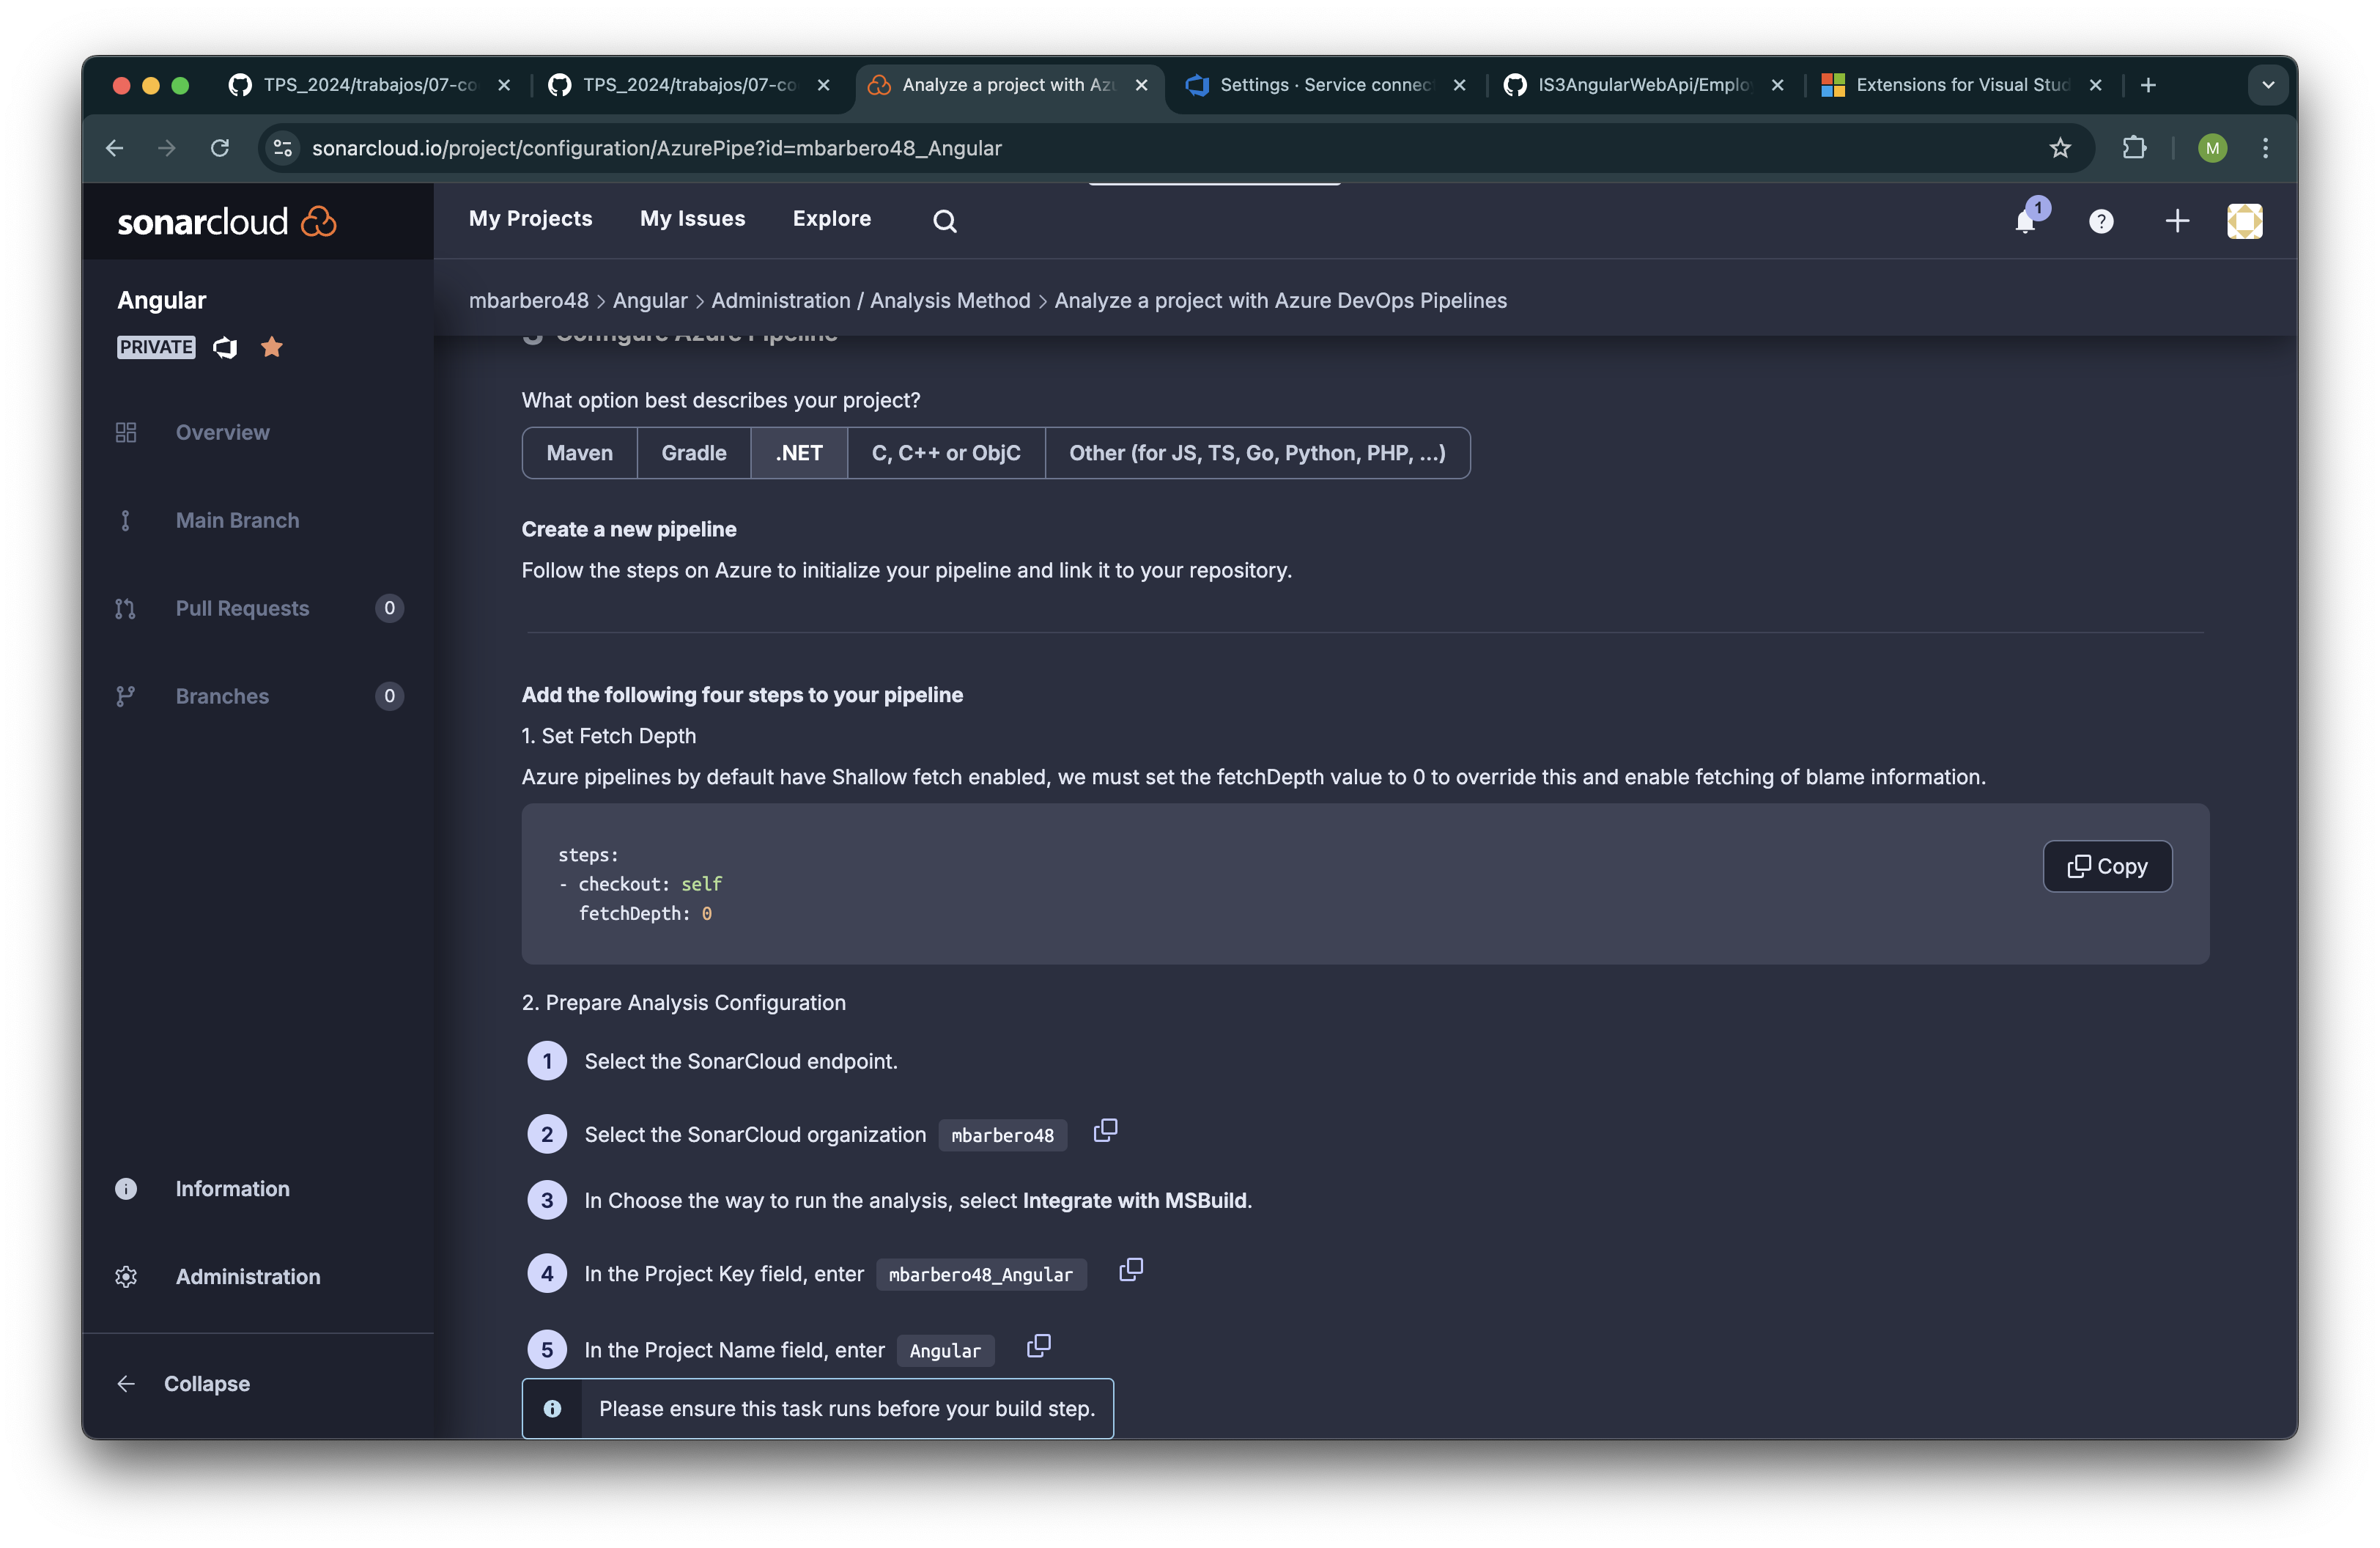 TPS_2024/trabajos/07-co
TPS_2024/trabajos/07-co
Analyze a project with Azu
Settings · Service connect
IS3AngularWebApi/Emplo
Extensions for Visual Stud
sonarcloud.io/project/configuration/AzurePipe?id=mbarbero48_Angular
M
sonarcloud
My Projects
My Issues
Explore
1
?
Angular
PRIVATE
Overview
Main Branch
Pull Requests
0
Branches
0
Information
Administration
Collapse
mbarbero48 > Angular > Administration / Analysis Method > Analyze a project with Azure DevOps Pipelines
3 Configure Azure Pipeline
What option best describes your project?
Maven
Gradle
.NET
C, C++ or ObjC
Other (for JS, TS, Go, Python, PHP, ...)
Create a new pipeline
Follow the steps on Azure to initialize your pipeline and link it to your repository.
Add the following four steps to your pipeline
1. Set Fetch Depth
Azure pipelines by default have Shallow fetch enabled, we must set the fetchDepth value to 0 to override this and enable fetching of blame information.
steps:
- checkout: self
fetchDepth: 0
Copy
2. Prepare Analysis Configuration
1 Select the SonarCloud endpoint.
2 Select the SonarCloud organization mbarbero48
3 In Choose the way to run the analysis, select Integrate with MSBuild.
4 In the Project Key field, enter mbarbero48_Angular
5 In the Project Name field, enter Angular
Please ensure this task runs before your build step.